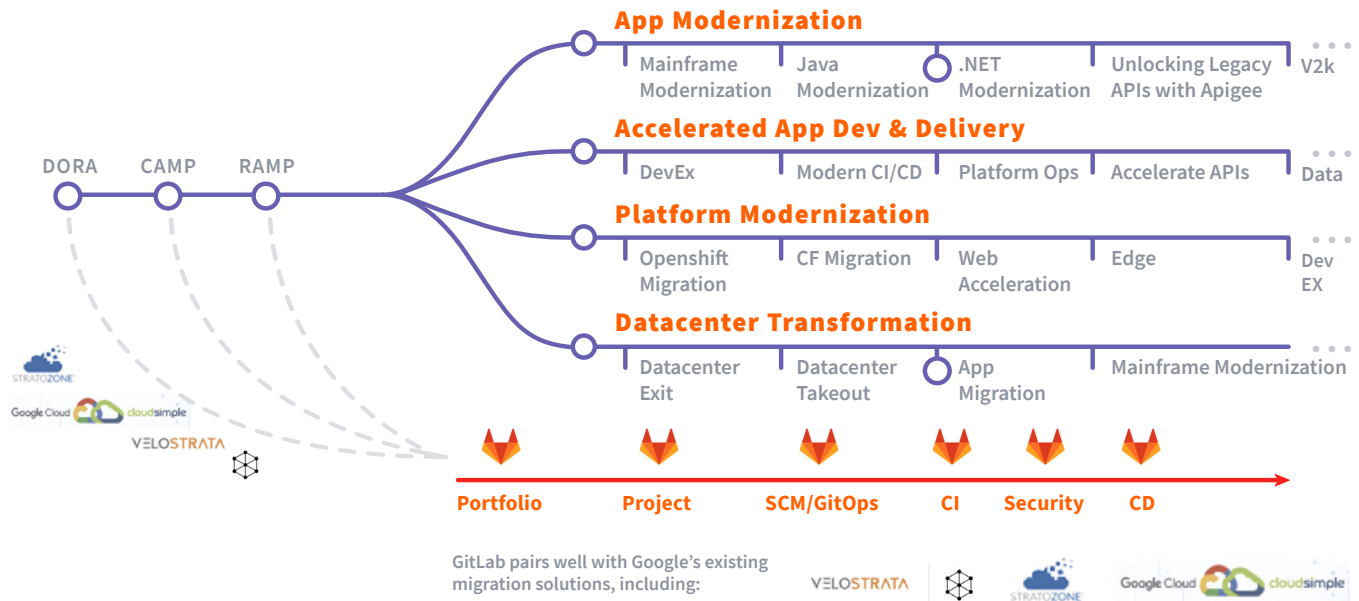 App Modernization
Mainframe
Modernization
Java
Modernization
.NET
Modernization
Unlocking Legacy
APIs with Apigee
V2k
Accelerated App Dev & Delivery
DevEx
Modern CI/CD
Platform Ops
Accelerate APIs
Data
DORA
CAMP
RAMP
Platform Modernization
Openshift
Migration
CF Migration
Web
Acceleration
Edge
Dev
EX
Datacenter Transformation
Datacenter
Exit
Datacenter
Takeout
App
Migration
Mainframe Modernization
STRATOZONE
Google Cloud
cloudsimple
VELOSTRATA
Portfolio
Project
SCM/GitOps
CI
Security
CD
GitLab pairs well with Google’s existing
migration solutions, including:
VELOSTRATA
STRATOZONE
Google Cloud
cloudsimple